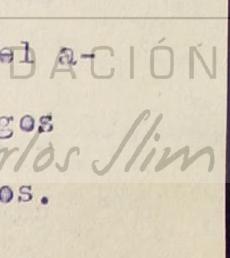 el a-
DACIÓN
gos
rlos Slim
os.